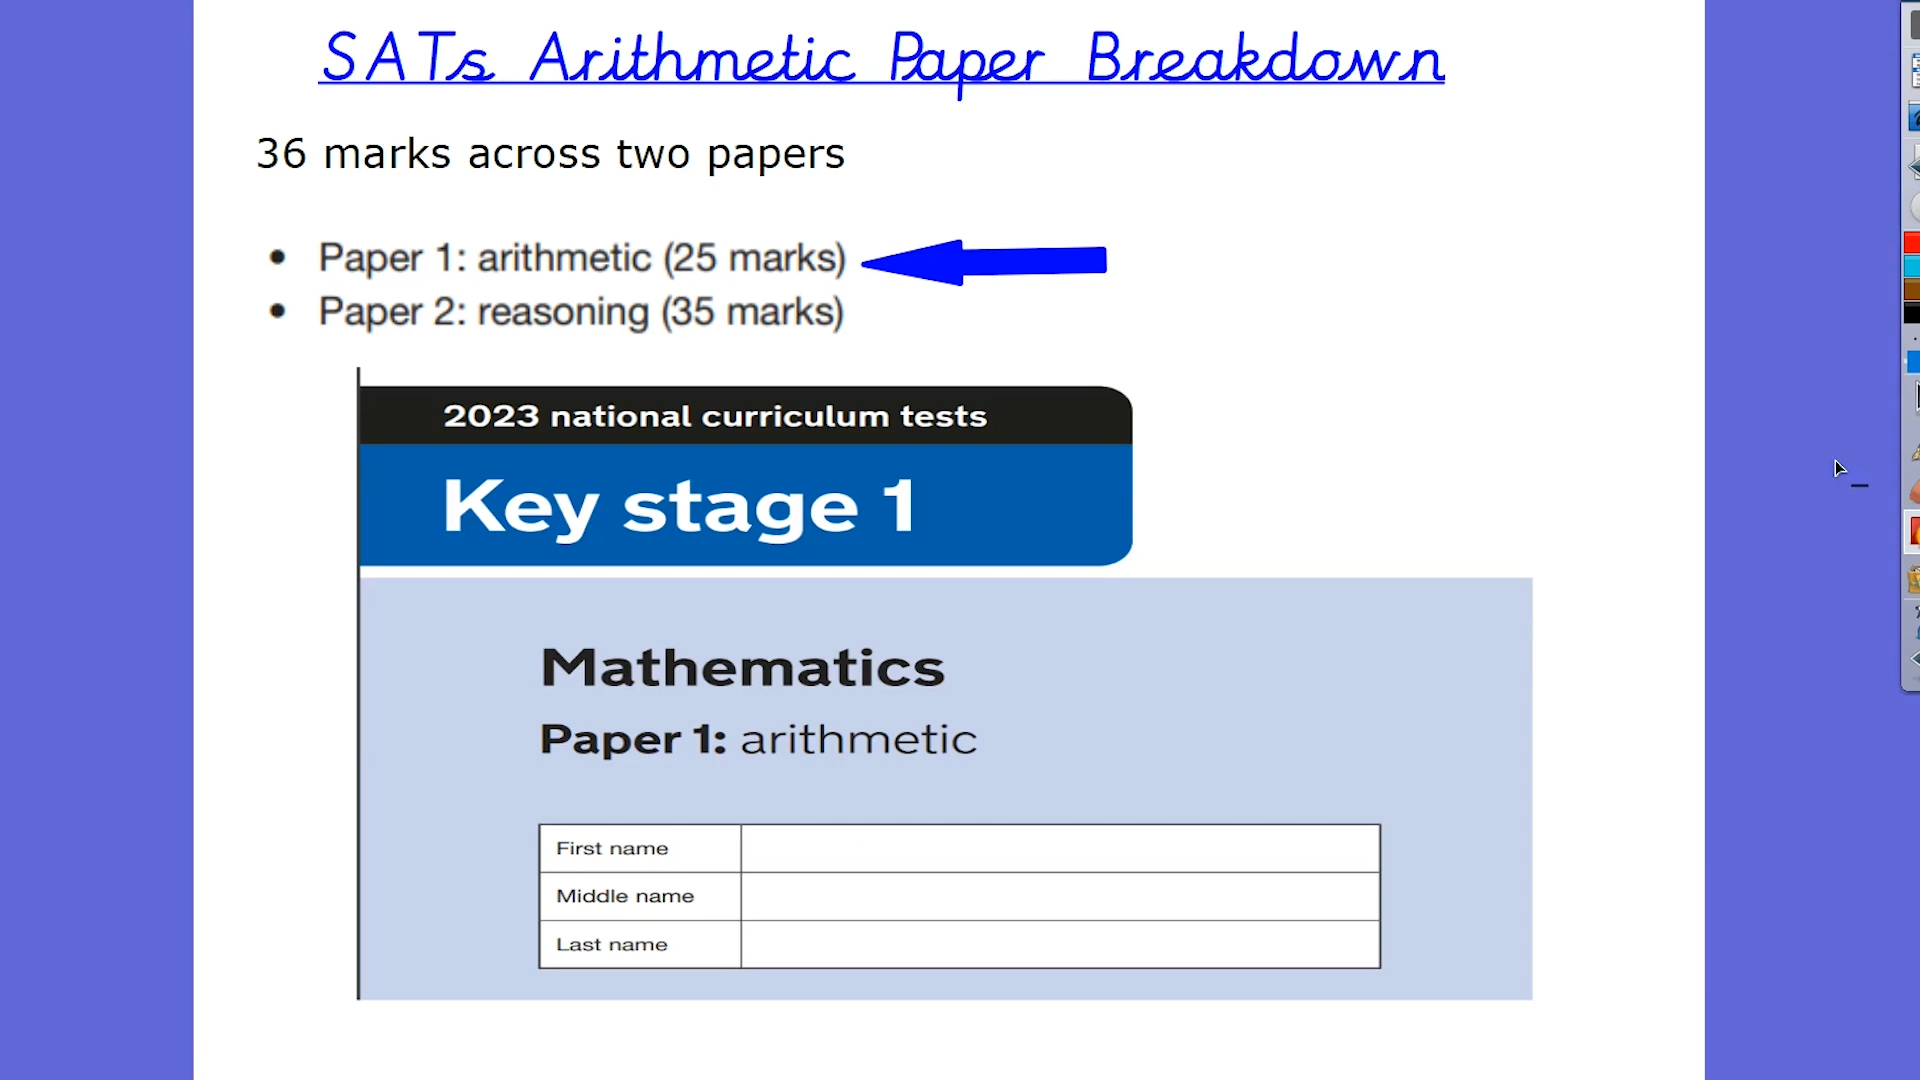 SATs Arithmetic Paper Breakdown
36 marks across two papers
• Paper 1: arithmetic (25 marks)
• Paper 2: reasoning (35 marks)
2023 national curriculum tests
Key stage 1
Mathematics
Paper 1: arithmetic
First name
Middle name
Last name